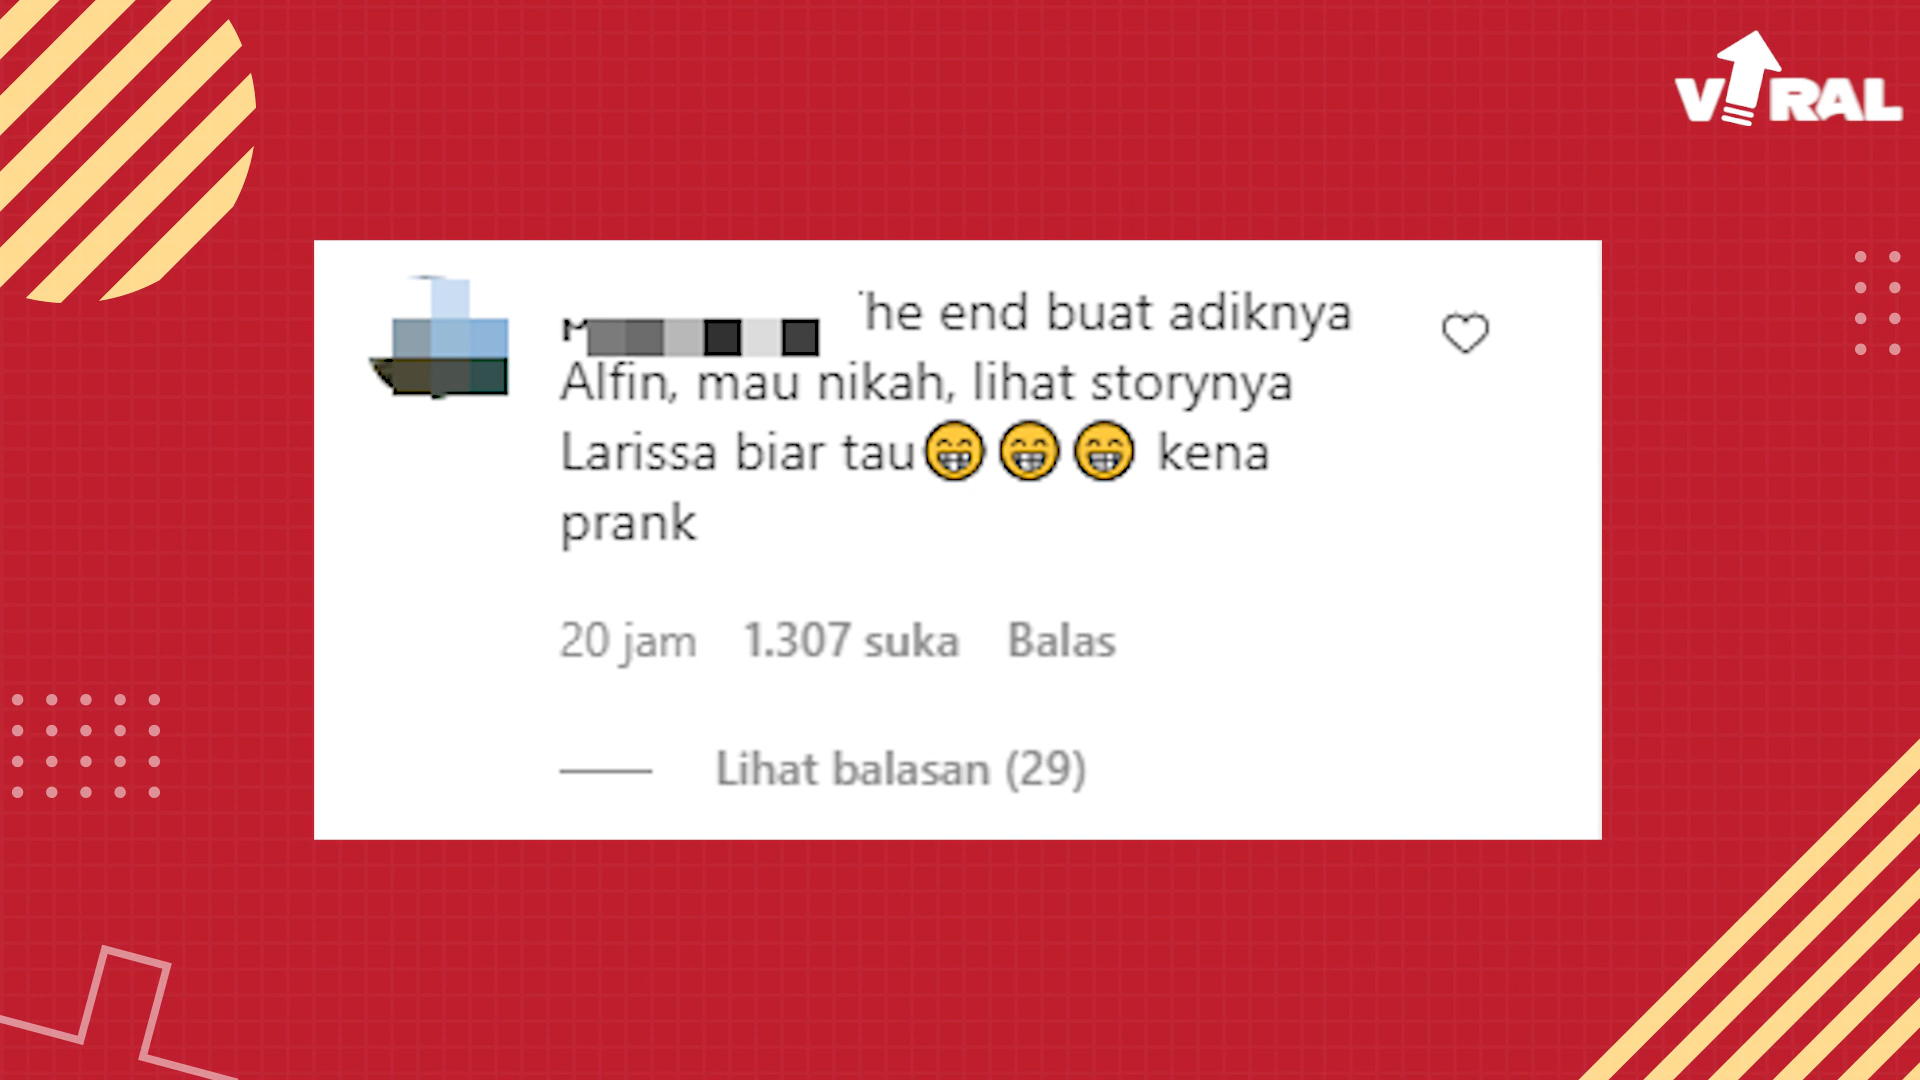 VIRAL
The end buat adiknya
Alfin, mau nikah, lihat storynya
Larissa biar tau😁😁😁 kena
prank
20 jam 1.307 suka Balas
Lihat balasan (29)